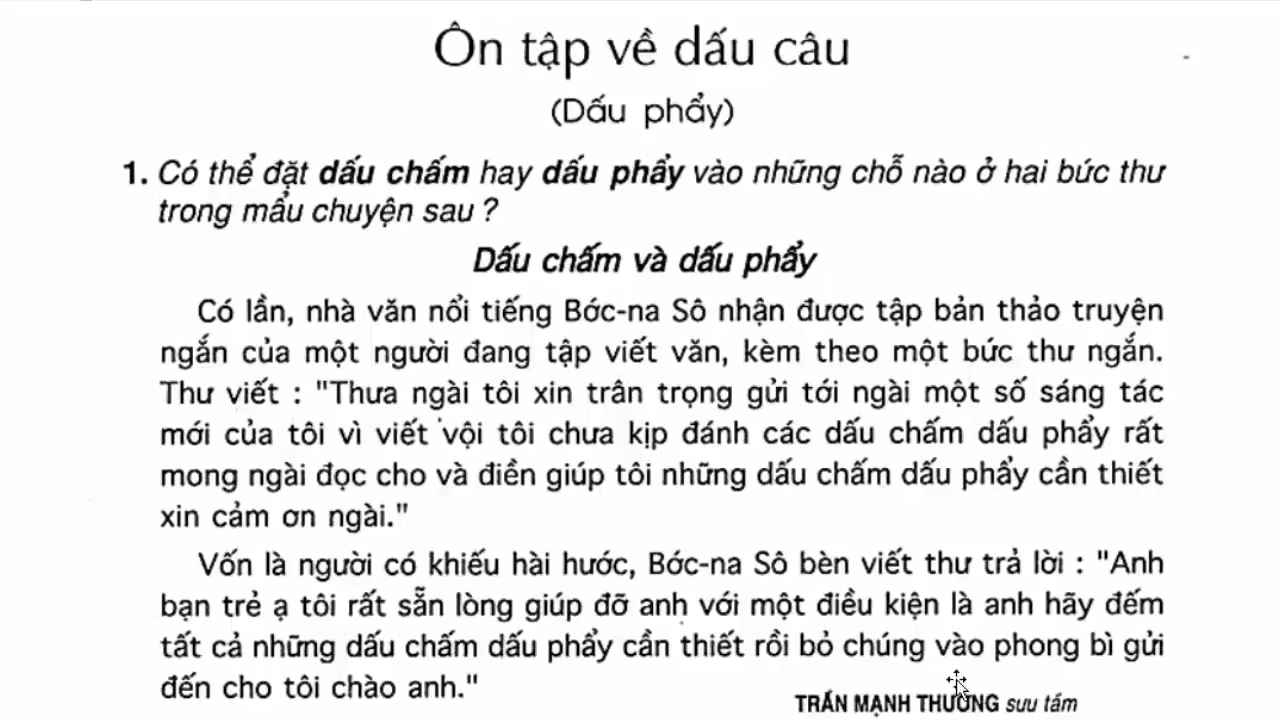 Ôn tập về dấu câu
(Dấu phẩy)
1. Có thể đặt dấu chấm hay dấu phẩy vào những chỗ nào ở hai bức thư
trong mẩu chuyện sau ?
Dấu chấm và dấu phẩy
Có lần, nhà văn nổi tiếng Bớc-na Sô nhận được tập bản thảo truyện
ngắn của một người đang tập viết văn, kèm theo một bức thư ngắn.
Thư viết : "Thưa ngài tôi xin trân trọng gửi tới ngài một số sáng tác
mới của tôi vì viết vội tôi chưa kịp đánh các dấu chấm dấu phẩy rất
mong ngài đọc cho và điền giúp tôi những dấu chấm dấu phẩy cần thiết
xin cảm ơn ngài."
Vốn là người có khiếu hài hước, Bớc-na Sô bèn viết thư trả lời : "Anh
bạn trẻ ạ tôi rất sẵn lòng giúp đỡ anh với một điều kiện là anh hãy đếm
tất cả những dấu chấm dấu phẩy cần thiết rồi bỏ chúng vào phong bì gửi
đến cho tôi chào anh."
TRẦN MẠNH THƯỜNG sưu tầm